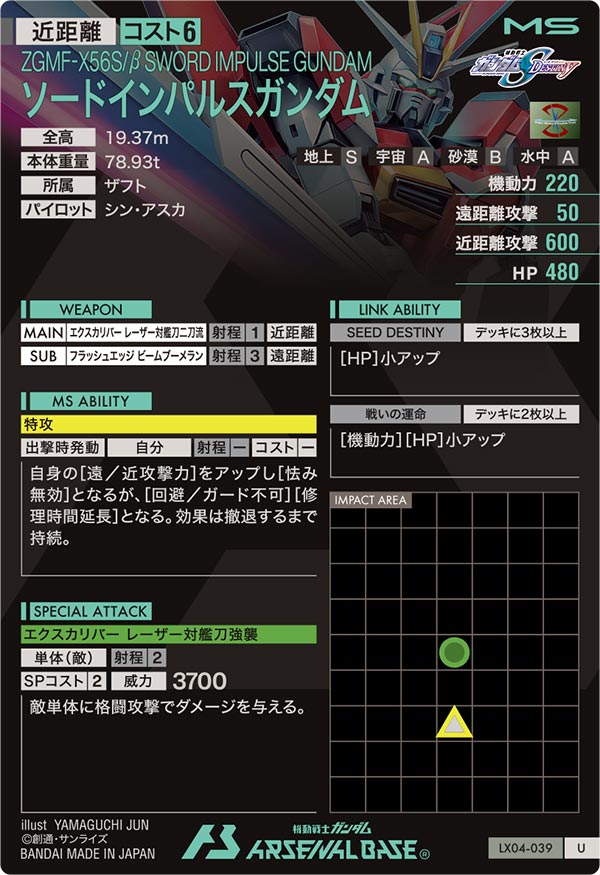 近距離 コスト6 MS
ZGMF-X56S/β SWORD IMPULSE GUNDAM
ソードインパルスガンダム
機動戦士 ガンダム SEED DESTINY
全高 19.37m
本体重量 78.93t
所属 ザフト
パイロット シン・アスカ
地上 S 宇宙 A 砂漠 B 水中 A
機動力 220
遠距離攻撃 50
近距離攻撃 600
HP 480
WEAPON
MAIN エクスカリバー レーザー対艦刀二刀流 射程 1 近距離
SUB フラッシュエッジ ビームブーメラン 射程 3 遠距離
MS ABILITY
特攻
出撃時発動 自分 射程 ー コスト ー
自身の[遠/近攻撃力]をアップし[怯み
無効]となるが、[回避/ガード不可][修
理時間延長]となる。効果は撤退するまで
持続。
SPECIAL ATTACK
エクスカリバー レーザー対艦刀強襲
単体(敵) 射程 2
SPコスト 2 威力 3700
敵単体に格闘攻撃でダメージを与える。
LINK ABILITY
SEED DESTINY デッキに3枚以上
[HP]小アップ
戦いの運命 デッキに2枚以上
[機動力][HP]小アップ
IMPACT AREA
illust YAMAGUCHI JUN
©創通・サンライズ
BANDAI MADE IN JAPAN
機動戦士ガンダム
ARSENAL BASE®
LX04-039 U